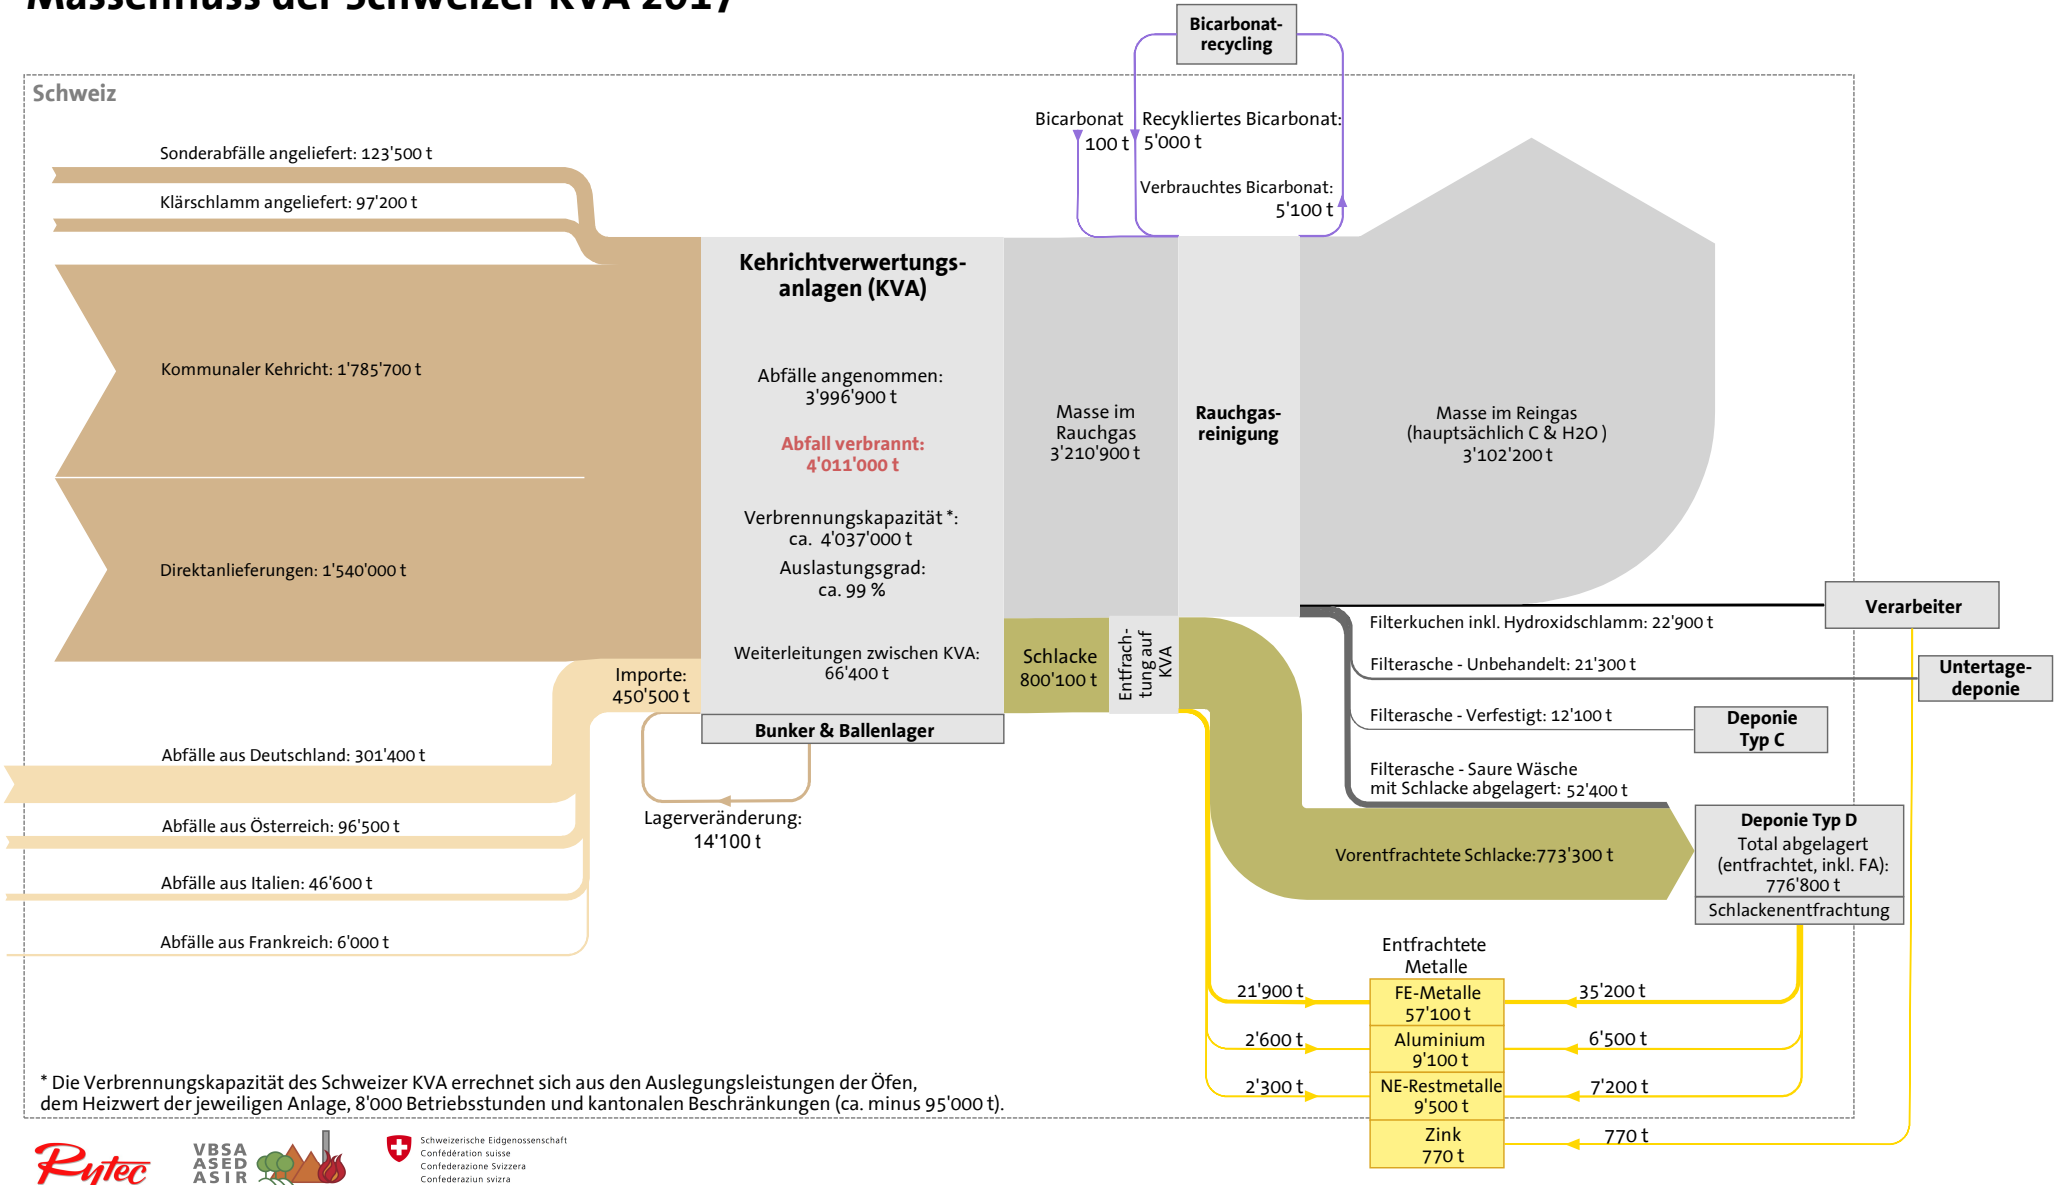 Massenfluss der Schweizer KVA 2017
Schweiz
Bicarbonat-
recycling
Bicarbonat
100 t
Recykliertes Bicarbonat:
5'000 t
Verbrauchtes Bicarbonat:
5'100 t
Sonderabfälle angeliefert: 123'500 t
Klärschlamm angeliefert: 97'200 t
Kommunaler Kehricht: 1'785'700 t
Direktanlieferungen: 1'540'000 t
Importe:
450'500 t
Abfälle aus Deutschland: 301'400 t
Abfälle aus Österreich: 96'500 t
Abfälle aus Italien: 46'600 t
Abfälle aus Frankreich: 6'000 t
Kehrichtverwertungs-
anlagen (KVA)
Abfälle angenommen:
3'996'900 t
Abfall verbrannt:
4'011'000 t
Verbrennungskapazität *:
ca. 4'037'000 t
Auslastungsgrad:
ca. 99 %
Weiterleitungen zwischen KVA:
66'400 t
Bunker & Ballenlager
Lagerveränderung:
14'100 t
Masse im
Rauchgas
3'210'900 t
Rauchgas-
reinigung
Masse im Reingas
(hauptsächlich C & H2O )
3'102'200 t
Schlacke
800'100 t
Entfrach-
tung auf
KVA
Filterkuchen inkl. Hydroxidschlamm: 22'900 t
Verarbeiter
Filterasche - Unbehandelt: 21'300 t
Untertage-
deponie
Filterasche - Verfestigt: 12'100 t
Deponie
Typ C
Filterasche - Saure Wäsche
mit Schlacke abgelagert: 52'400 t
Vorentfrachtete Schlacke:773'300 t
Deponie Typ D
Total abgelagert
(entfrachtet, inkl. FA):
776'800 t
Schlackenentfrachtung
Entfrachtete
Metalle
21'900 t
FE-Metalle
57'100 t
35'200 t
2'600 t
Aluminium
9'100 t
6'500 t
2'300 t
NE-Restmetalle
9'500 t
7'200 t
Zink
770 t
770 t
* Die Verbrennungskapazität des Schweizer KVA errechnet sich aus den Auslegungsleistungen der Öfen,
dem Heizwert der jeweiligen Anlage, 8'000 Betriebsstunden und kantonalen Beschränkungen (ca. minus 95'000 t).
Rytec
VBSA
ASED
ASIR
Schweizerische Eidgenossenschaft
Confédération suisse
Confederazione Svizzera
Confederaziun svizra